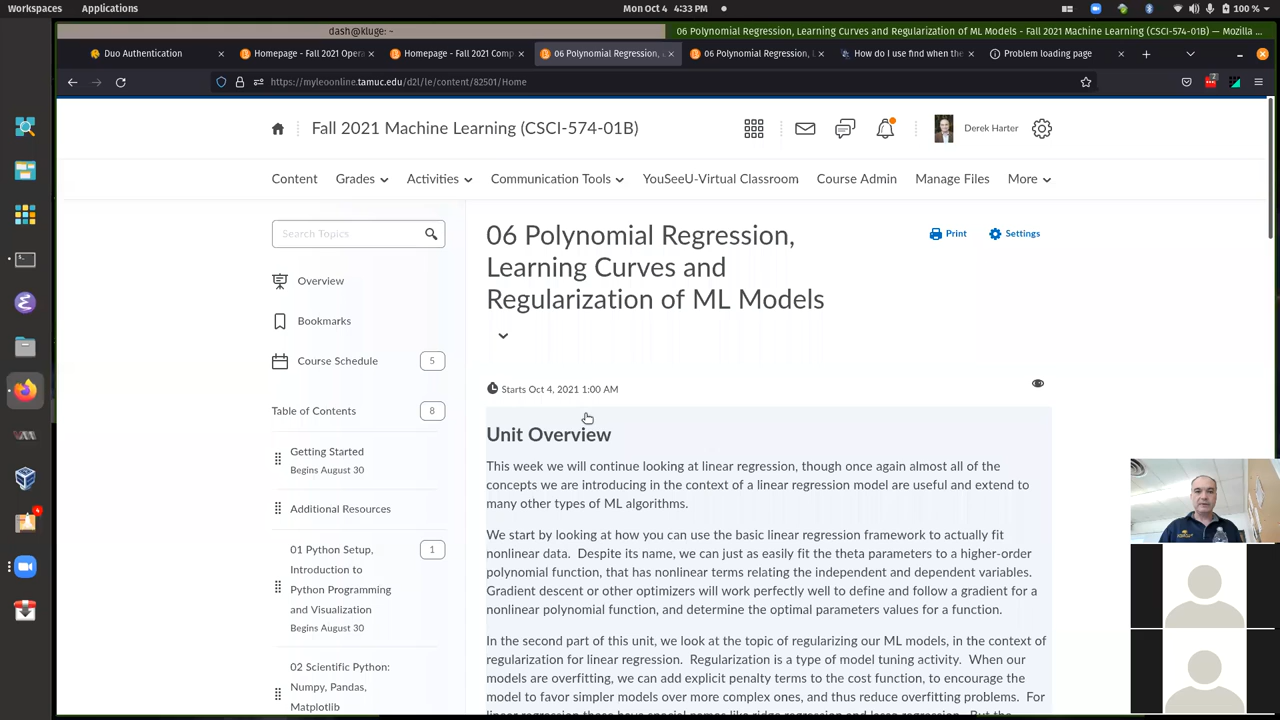 Workspaces Applications Mon Oct 4 4:33 PM 100 %
dash@kluge: ~
06 Polynomial Regression, Learning Curves and Regularization of ML Models - Fall 2021 Machine Learning (CSCI-574-01B) — Mozilla ...
Duo Authentication
Homepage - Fall 2021 Opera
Homepage - Fall 2021 Comp
06 Polynomial Regression,
06 Polynomial Regression, L
How do I use find when the
Problem loading page
https://myleoonline.tamuc.edu/d2l/le/content/82501/Home
Fall 2021 Machine Learning (CSCI-574-01B)
Derek Harter
Content Grades Activities Communication Tools YouSeeU-Virtual Classroom Course Admin Manage Files More
Search Topics
Overview
Bookmarks
Course Schedule 5
Table of Contents 8
Getting Started
Begins August 30
Additional Resources
01 Python Setup, 1
Introduction to
Python Programming
and Visualization
Begins August 30
02 Scientific Python:
Numpy, Pandas,
Matplotlib
06 Polynomial Regression,
Learning Curves and
Regularization of ML Models
Print Settings
Starts Oct 4, 2021 1:00 AM
Unit Overview
This week we will continue looking at linear regression, though once again almost all of the
concepts we are introducing in the context of a linear regression model are useful and extend to
many other types of ML algorithms.
We start by looking at how you can use the basic linear regression framework to actually fit
nonlinear data. Despite its name, we can just as easily fit the theta parameters to a higher-order
polynomial function, that has nonlinear terms relating the independent and dependent variables.
Gradient descent or other optimizers will work perfectly well to define and follow a gradient for a
nonlinear polynomial function, and determine the optimal parameters values for a function.
In the second part of this unit, we look at the topic of regularizing our ML models, in the context of
regularization for linear regression. Regularization is a type of model tuning activity. When our
models are overfitting, we can add explicit penalty terms to the cost function, to encourage the
model to favor simpler models over more complex ones, and thus reduce overfitting problems. For